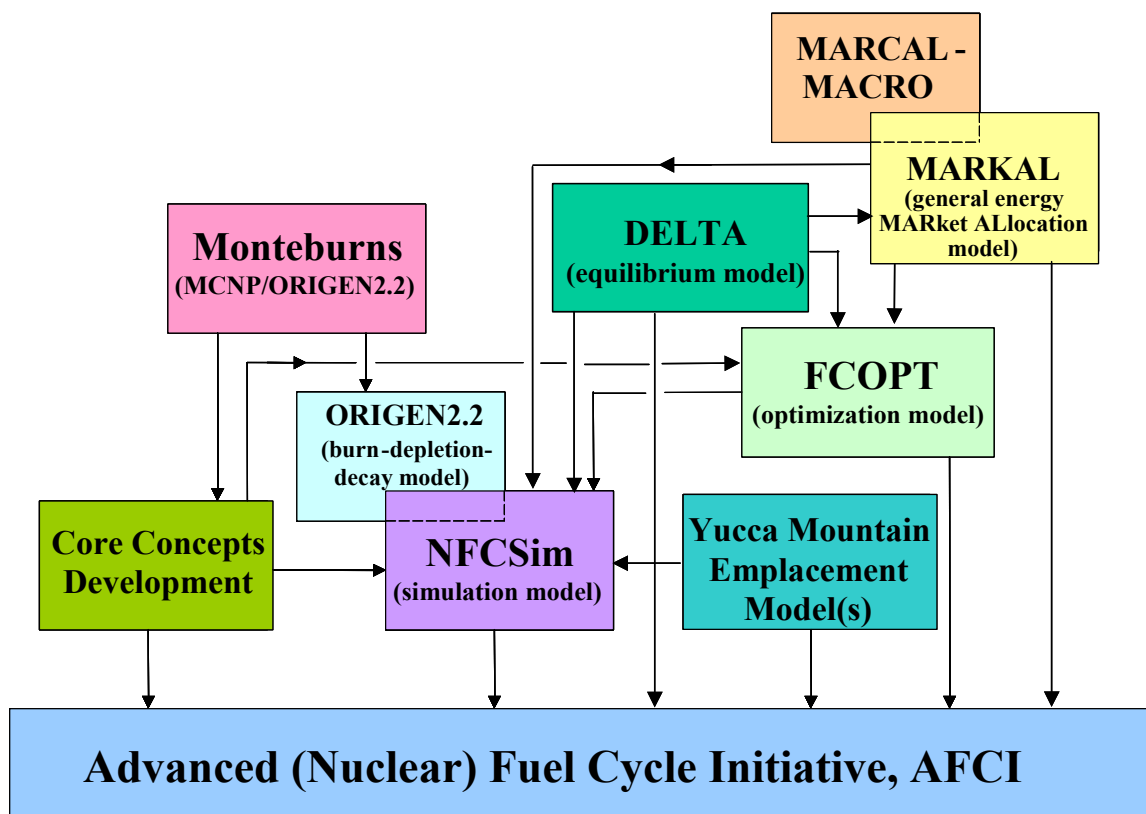 MARCAL -
MACRO
MARKAL
(general energy
MARket ALlocation
model)
DELTA
(equilibrium model)
Monteburns
(MCNP/ORIGEN2.2)
FCOPT
(optimization model)
ORIGEN2.2
(burn-depletion-
decay model)
Core Concepts
Development
NFCSim
(simulation model)
Yucca Mountain
Emplacement
Model(s)
Advanced (Nuclear) Fuel Cycle Initiative, AFCI